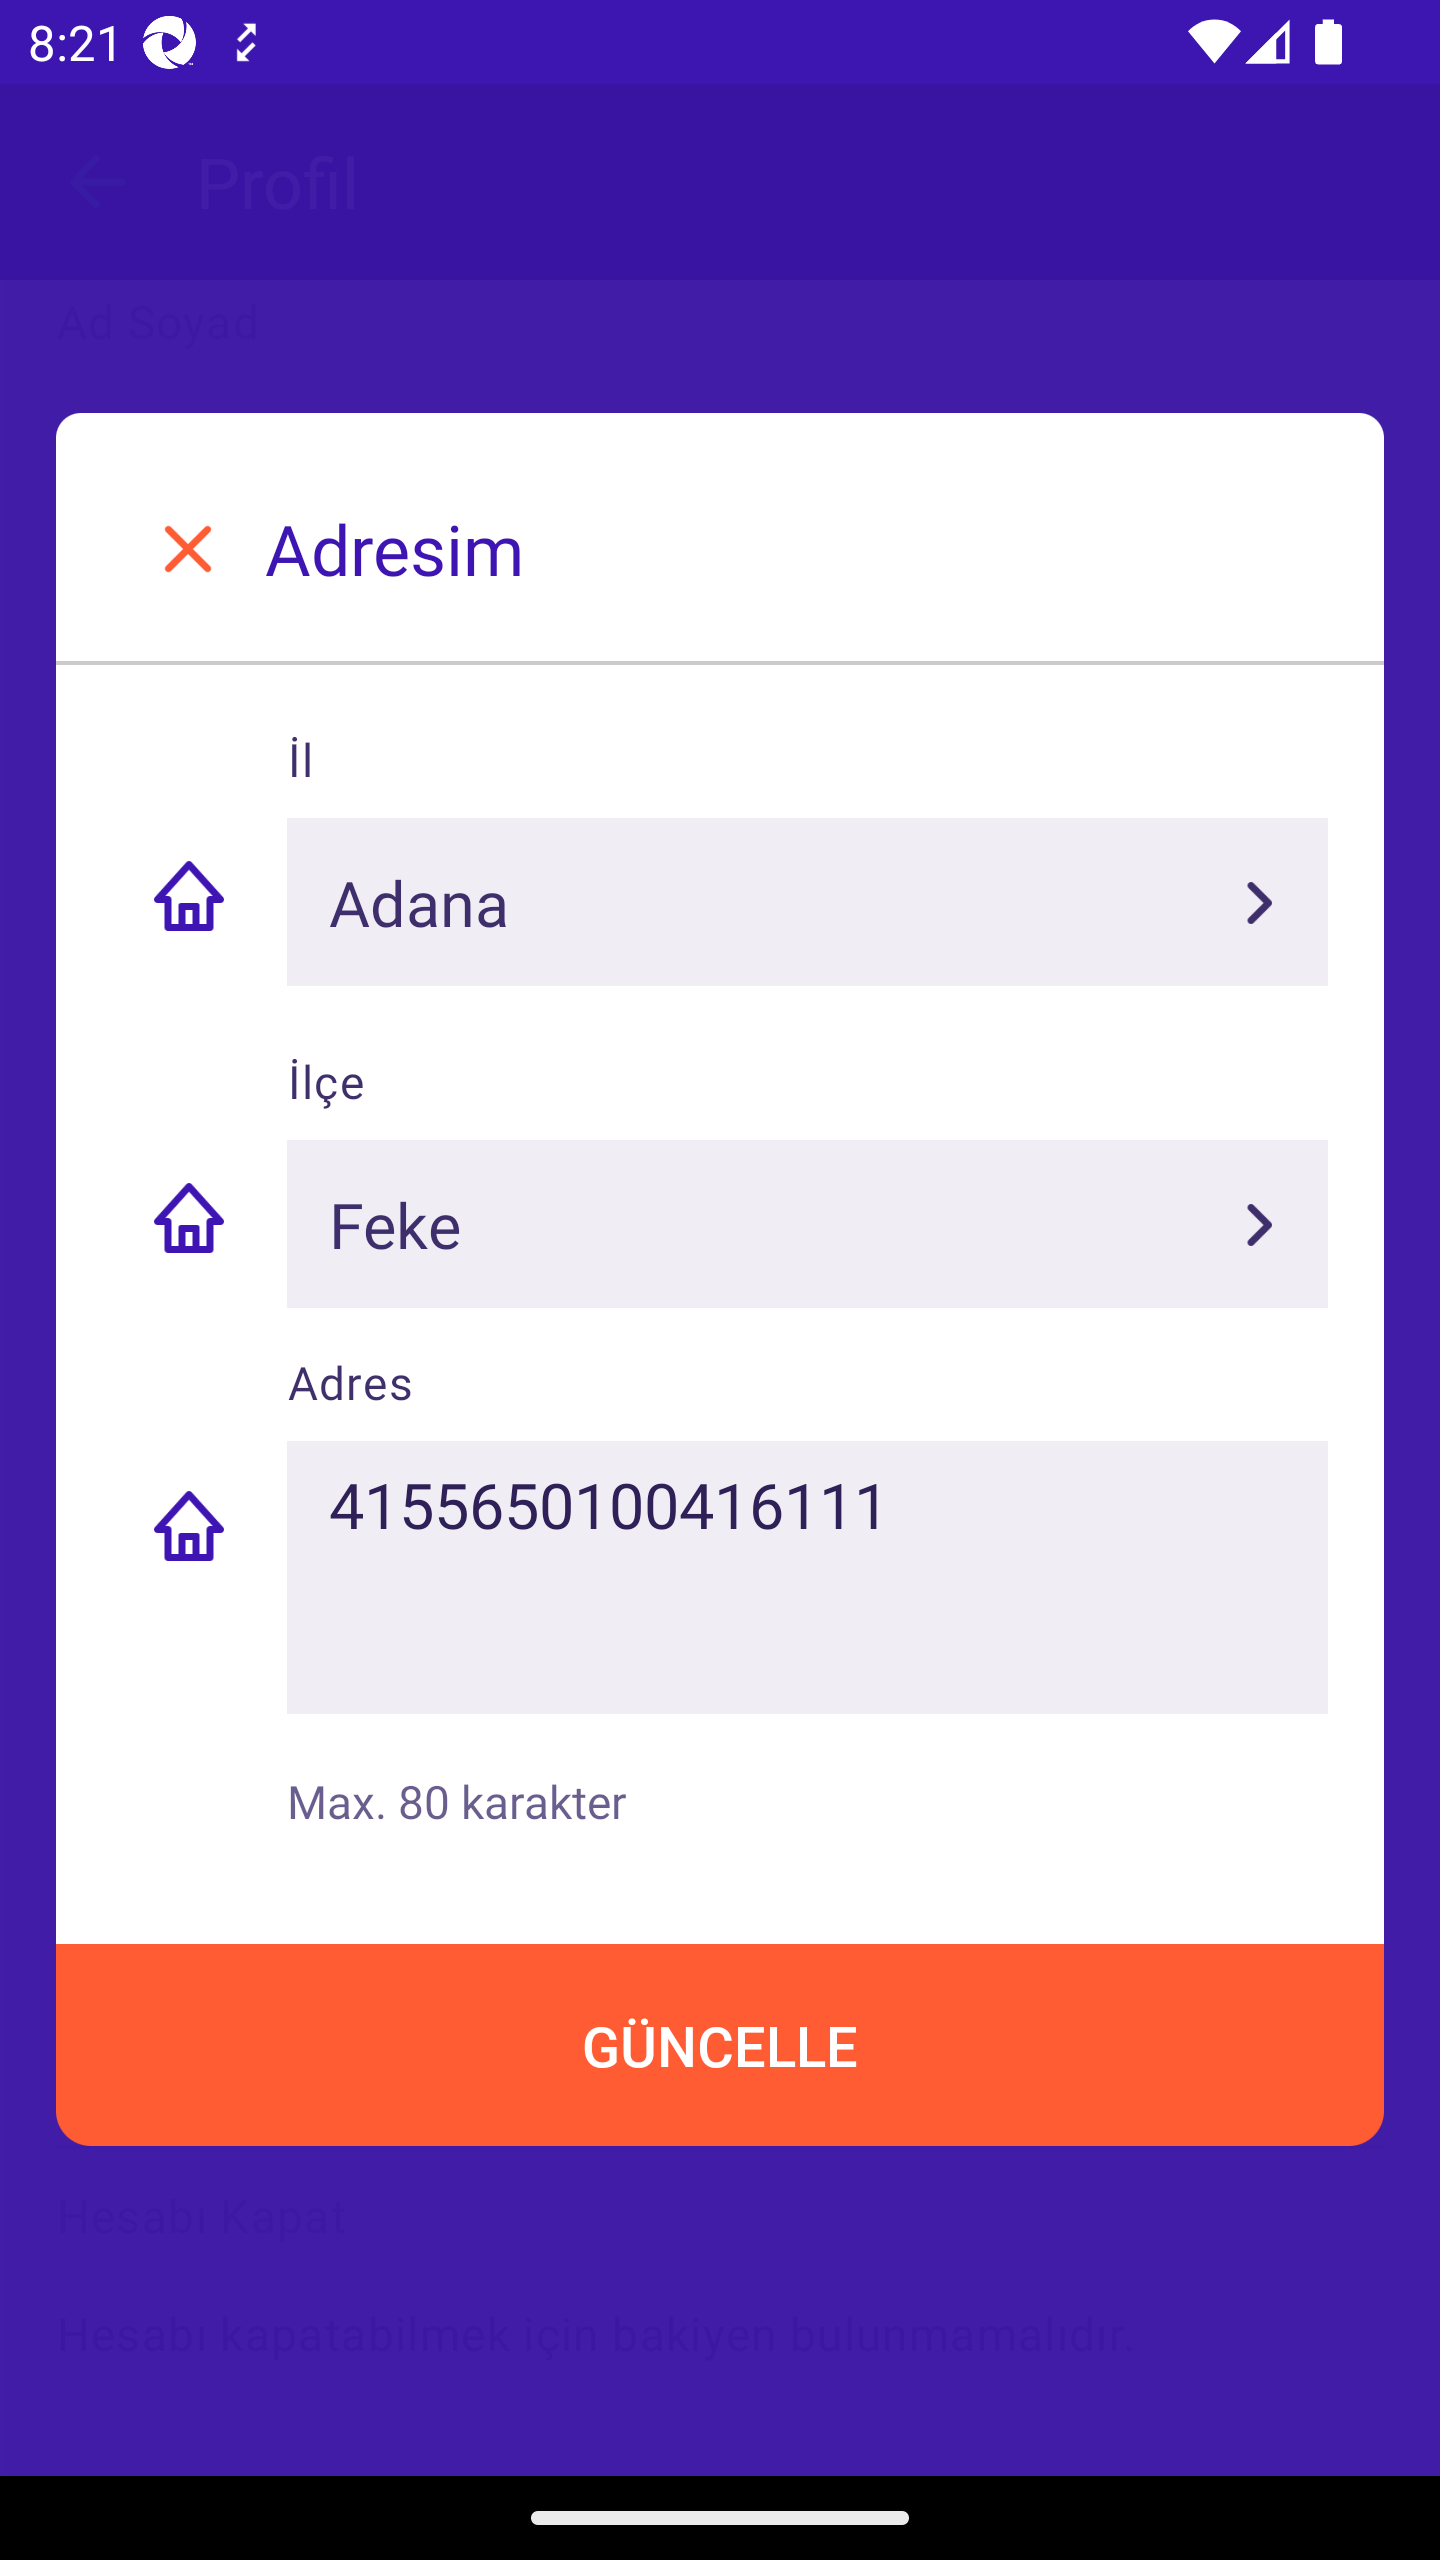 8:21
Profil
Ad Soyad
Adresim
İl
Adana
İlçe
Feke
Adres
4155650100416111
Max. 80 karakter
GÜNCELLE
Hesabı Kapat
Hesabı kapatabilmek için bakiyen bulunmamalıdır.